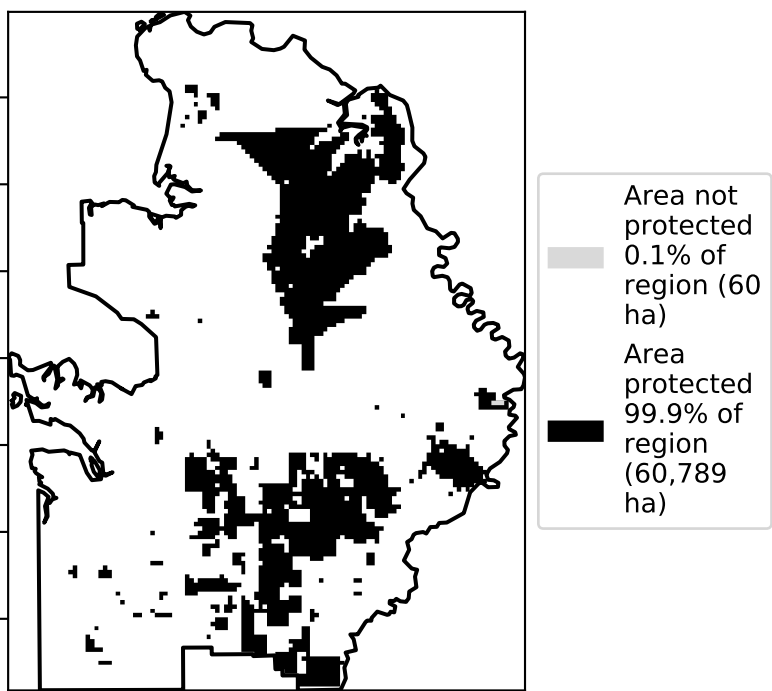 Area not
protected
0.1% of
region (60
ha)
Area
protected
99.9% of
region
(60,789
ha)